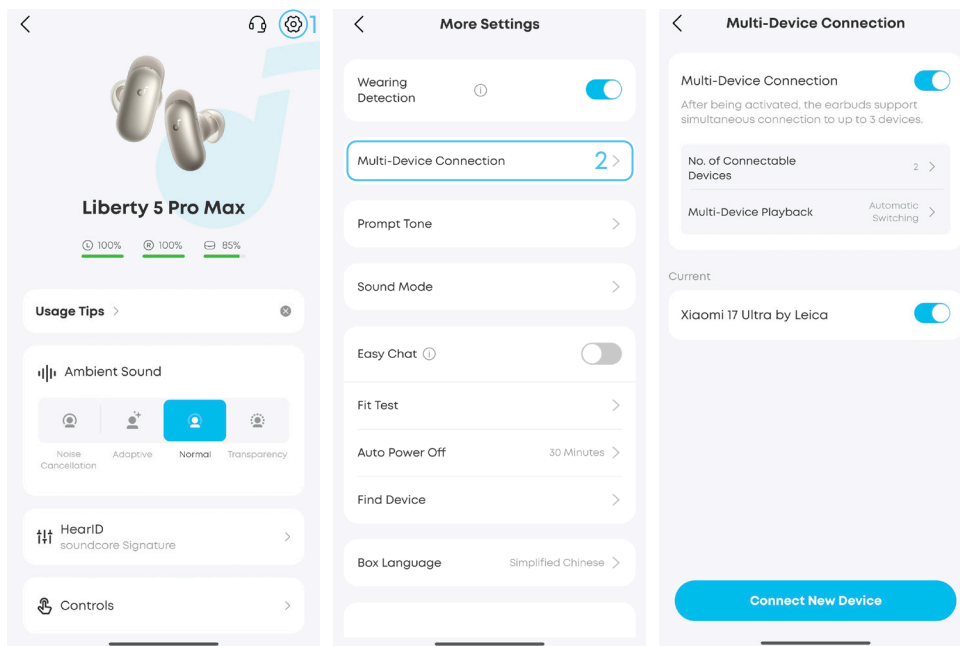 1
Liberty 5 Pro Max
L 100% R 100% 85%
Usage Tips
Ambient Sound
Noise
Cancellation
Adaptive
Normal
Transparency
HearID
soundcore Signature
Controls
More Settings
Wearing
Detection
Multi-Device Connection 2
Prompt Tone
Sound Mode
Easy Chat
Fit Test
Auto Power Off 30 Minutes
Find Device
Box Language Simplified Chinese
Multi-Device Connection
Multi-Device Connection
After being activated, the earbuds support
simultaneous connection to up to 3 devices.
No. of Connectable
Devices
2
Multi-Device Playback
Automatic
Switching
Current
Xiaomi 17 Ultra by Leica
Connect New Device